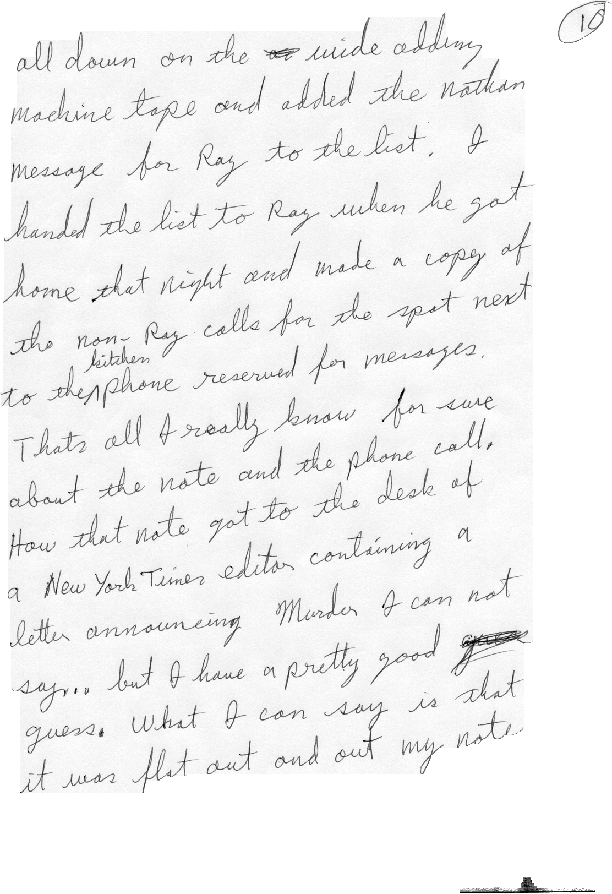 10
all down on the wide adding
machine tape and added the nathan
message for Ray to the list. I
handed the list to Ray when he got
home that night and made a copy of
the non-Ray calls for the spot next
kitchen
to the phone reserved for messages.
Thats all I really know for sure
about the note and the phone call.
How that note got to the desk of
a New York Times editor containing a
letter announcing Murder I can not
say... but I have a pretty good
guess. What I can say is that
it was flat out and out my note